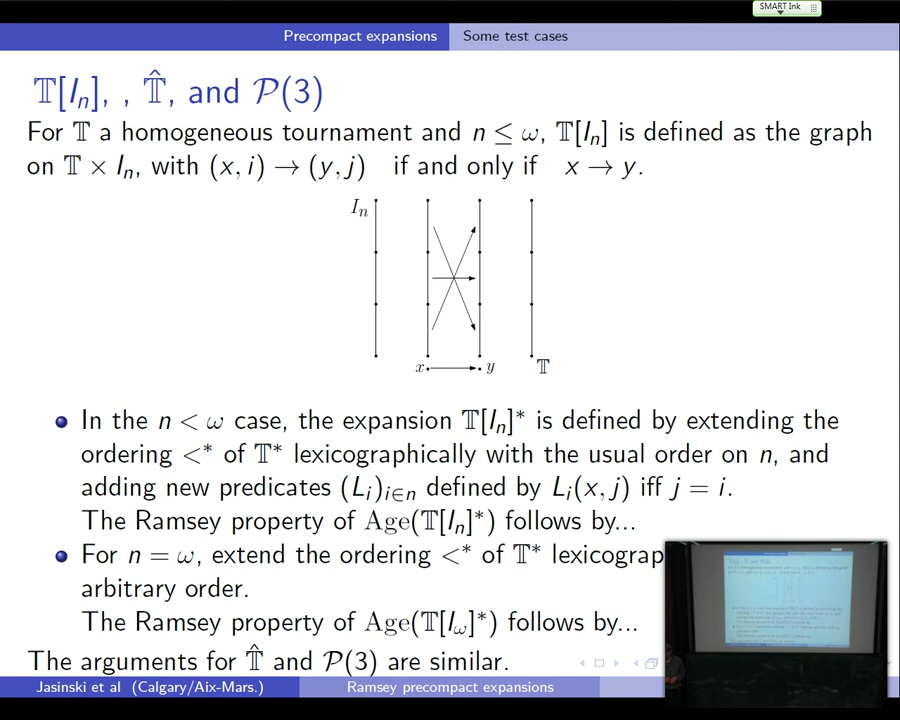 SMART Ink
Precompact expansions Some test cases
𝕋[Iₙ], , 𝕋̂, and 𝒫(3)
For 𝕋 a homogeneous tournament and n ≤ ω, 𝕋[Iₙ] is defined as the graph
on 𝕋 × Iₙ, with (x, i) → (y, j) if and only if x → y.
Iₙ
x y 𝕋
In the n < ω case, the expansion 𝕋[Iₙ]* is defined by extending the
ordering <* of 𝕋* lexicographically with the usual order on n, and
adding new predicates (Lᵢ)ᵢ∈ₙ defined by Lᵢ(x, j) iff j = i.
The Ramsey property of Age(𝕋[Iₙ]*) follows by...
For n = ω, extend the ordering <* of 𝕋* lexicograp
arbitrary order.
The Ramsey property of Age(𝕋[I_ω]*) follows by...
The arguments for 𝕋̂ and 𝒫(3) are similar.
Jasinski et al (Calgary/Aix-Mars.) Ramsey precompact expansions